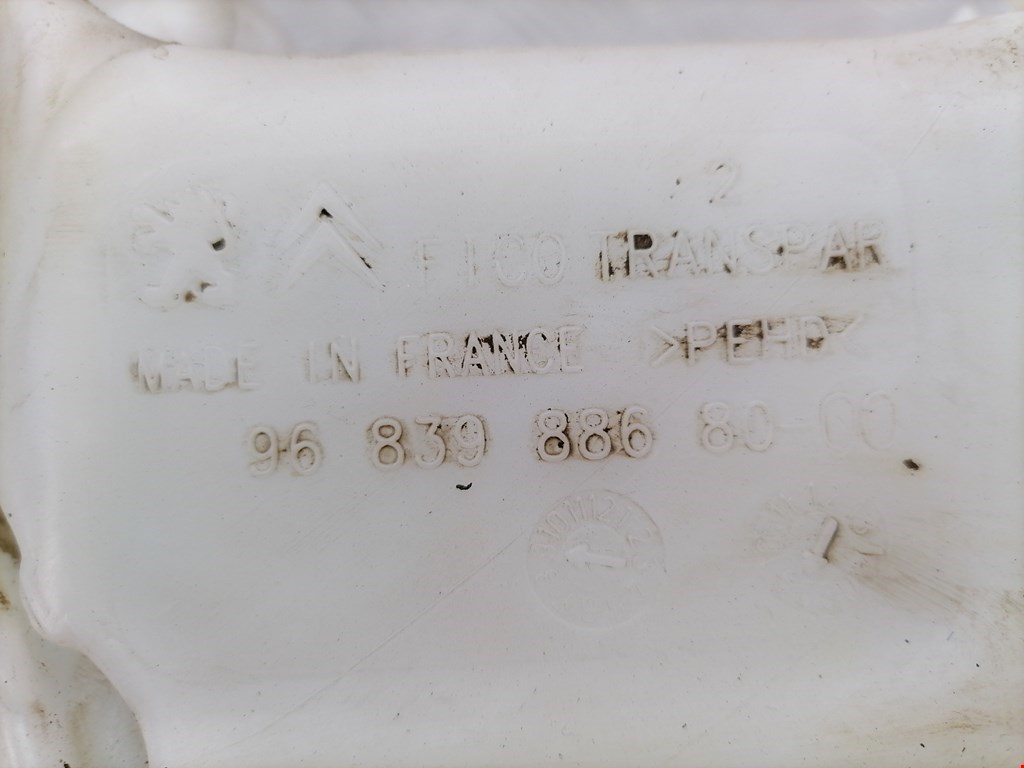 2
FICO TRANSPAR
MADE IN FRANCE >PEHD<
96 839 886 80-00